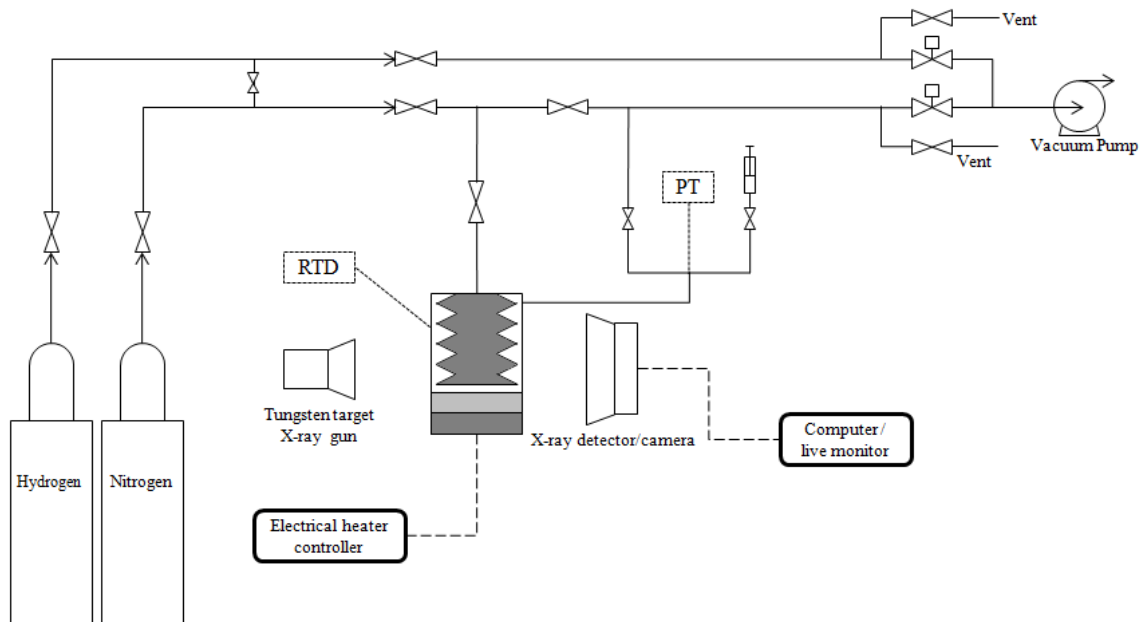 Vent
Vacuum Pump
Vent
PT
RTD
Tungsten target
X-ray gun
X-ray detector/camera
Computer/
live monitor
Hydrogen
Nitrogen
Electrical heater
controller